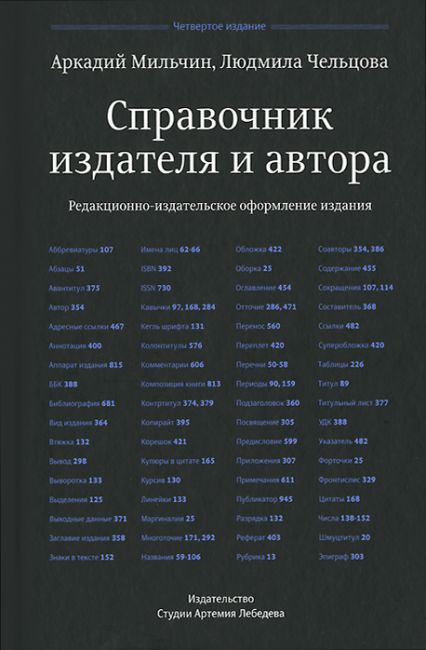 Четвертое издание
Аркадий Мильчин, Людмила Чельцова
Справочник
издателя и автора
Редакционно-издательское оформление издания
Аббревиатуры 107
Абзацы 51
Авантитул 375
Автор 354
Адресные ссылки 467
Аннотация 400
Аппарат издания 815
ББК 388
Библиография 681
Вид издания 364
Втяжка 132
Вывод 298
Выворотка 133
Выделения 125
Выходные данные 371
Заглавие издания 358
Знаки в тексте 152
Имена лиц 62-66
ISBN 392
ISSN 730
Кавычки 97, 168, 284
Кегль шрифта 131
Колонтитулы 576
Комментарии 606
Композиция книги 813
Контртитул 374, 379
Копирайт 395
Корешок 421
Купюры в цитате 165
Курсив 130
Линейки 133
Маргиналии 25
Многоточие 171, 292
Названия 59-106
Обложка 422
Оборка 25
Оглавление 454
Отточие 286, 471
Перенос 560
Переплет 420
Перечни 50-58
Периоды 90, 159
Подзаголовок 360
Посвящение 305
Предисловие 599
Приложения 307
Примечания 611
Публикатор 945
Разрядка 132
Реферат 403
Рубрика 13
Соавторы 354, 386
Содержание 455
Сокращения 107, 114
Составитель 368
Ссылки 482
Суперобложка 420
Таблицы 226
Титул 89
Титульный лист 377
УДК 388
Указатель 482
Форточки 25
Фронтиспис 329
Цитаты 168
Числа 138-152
Шмуцтитул 20
Эпиграф 303
Издательство
Студии Артемия Лебедева